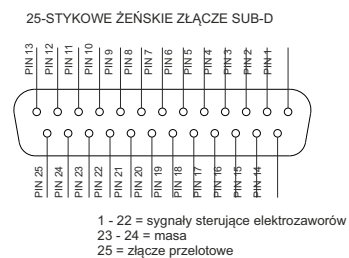 25-STYKOWE ŻEŃSKIE ZŁĄCZE SUB-D
PIN 13
PIN 12
PIN 11
PIN 10
PIN 9
PIN 8
PIN 7
PIN 6
PIN 5
PIN 4
PIN 3
PIN 2
PIN 1
PIN 25
PIN 24
PIN 23
PIN 22
PIN 21
PIN 20
PIN 19
PIN 18
PIN 17
PIN 16
PIN 15
PIN 14
1 - 22 = sygnały sterujące elektrozaworów
23 - 24 = masa
25 = złącze przelotowe